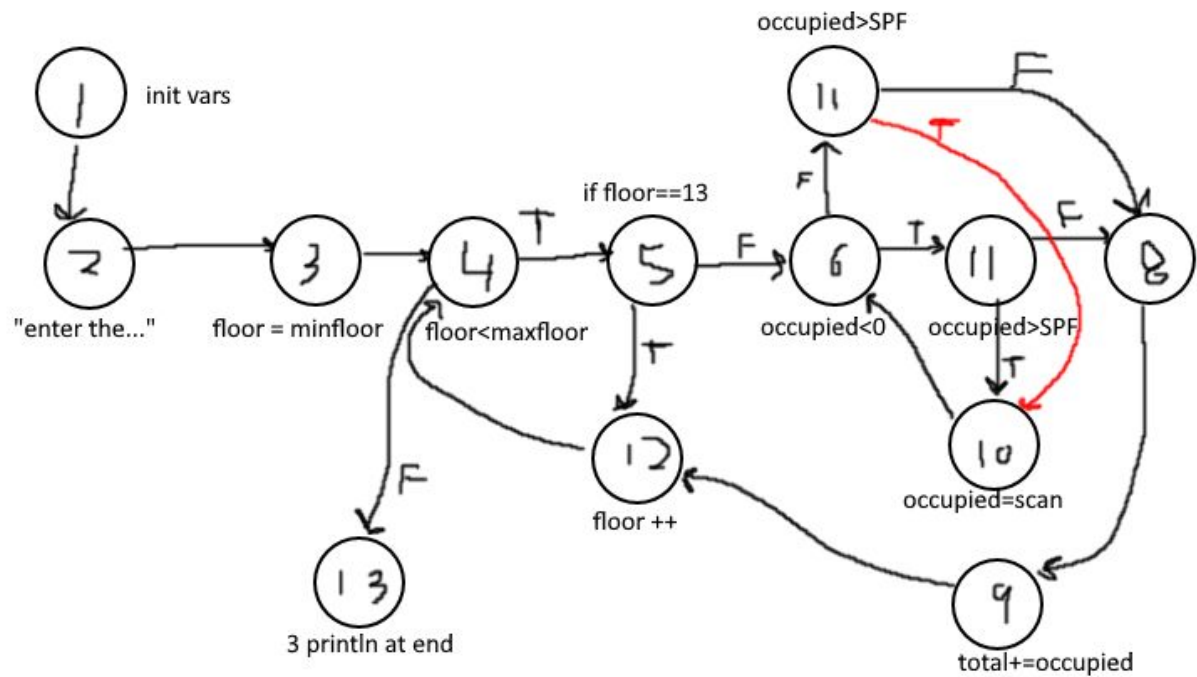 occupied>SPF
1
init vars
11
F
T
F
if floor==13
2
3
4
T
5
F
6
T
11
F
8
"enter the..."
floor = minfloor
floor<maxfloor
occupied<0
occupied>SPF
T
T
12
10
F
occupied=scan
floor ++
13
9
3 println at end
total+=occupied